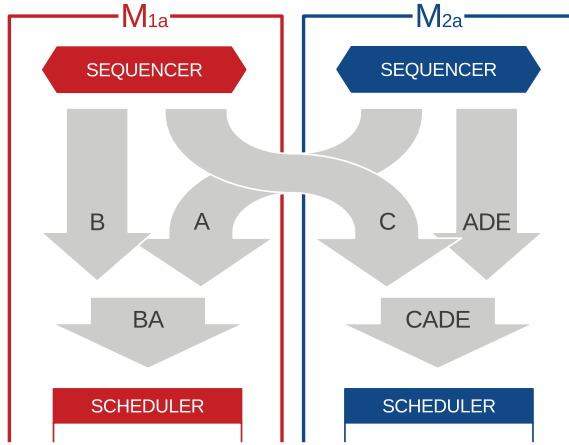 M1a
M2a
SEQUENCER
SEQUENCER
B
A
C
ADE
BA
CADE
SCHEDULER
SCHEDULER